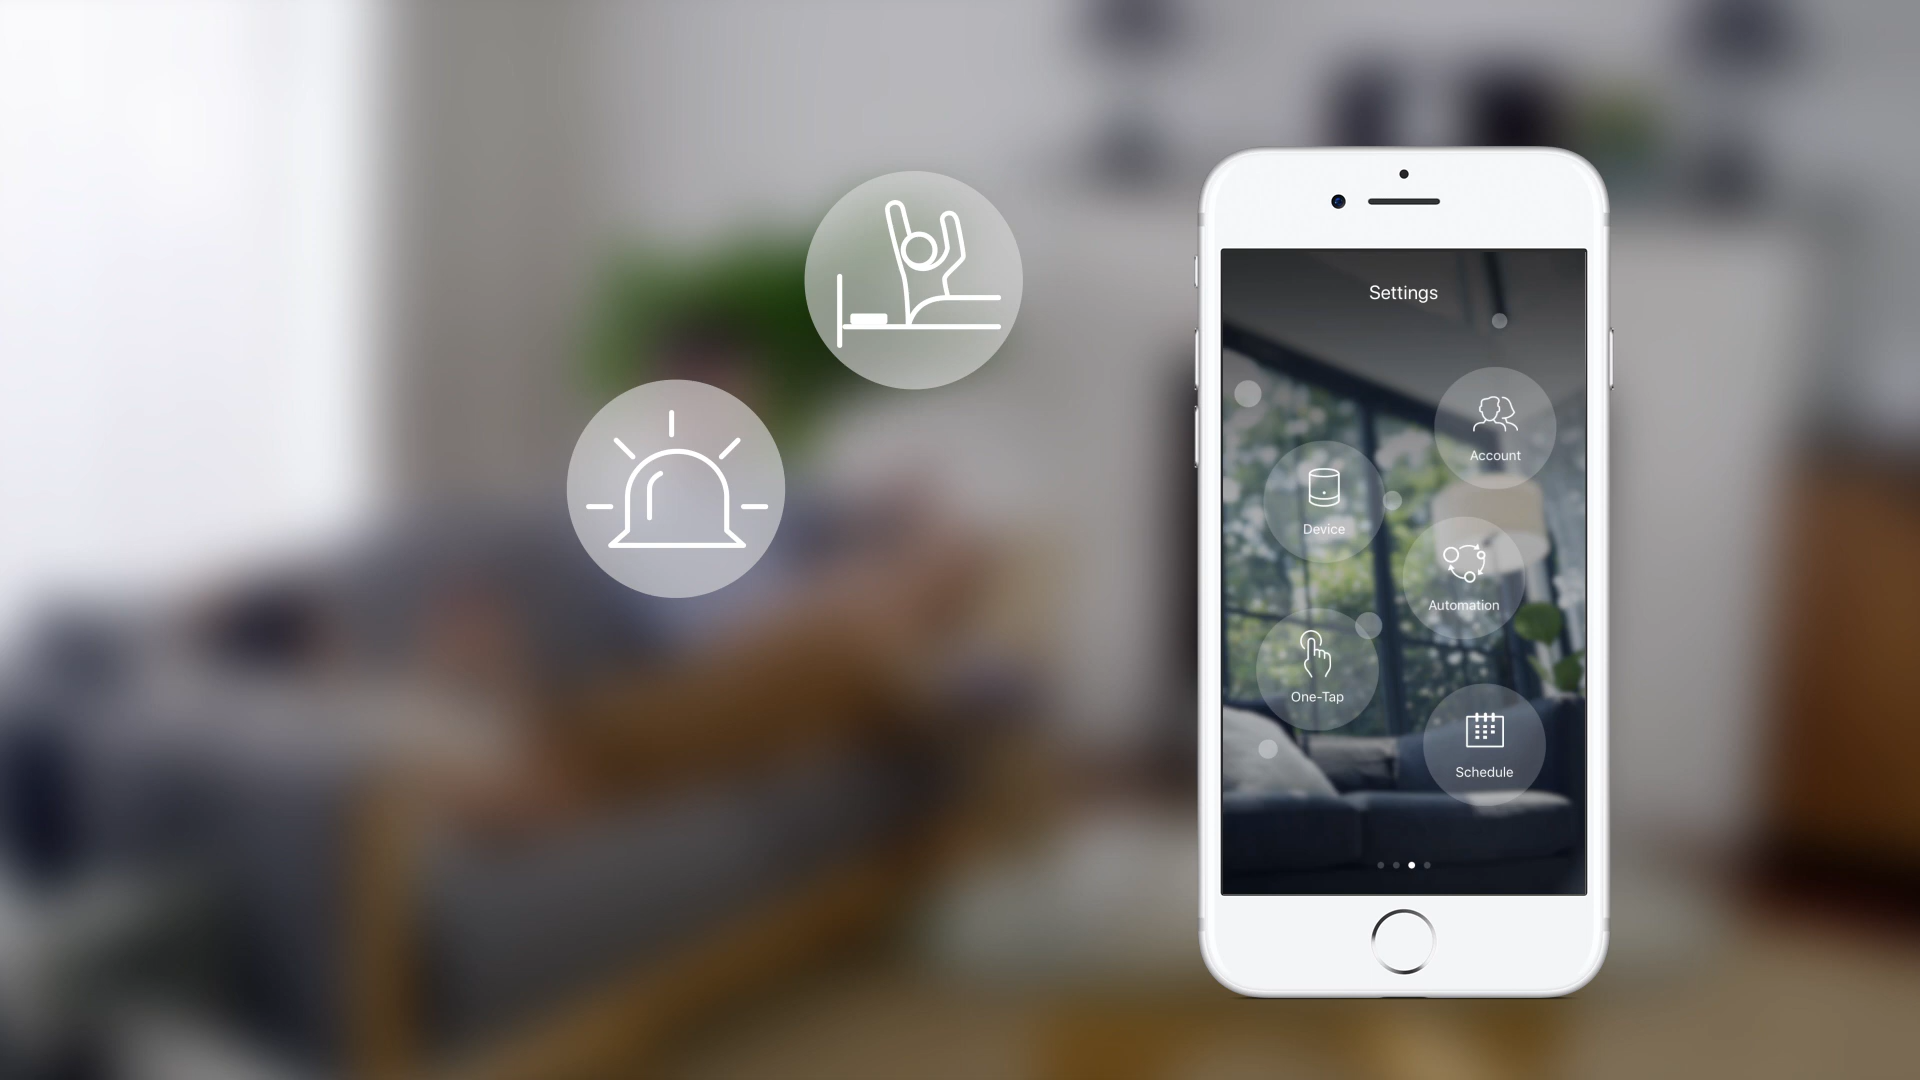 Settings
Account
Device
Automation
One-Tap
Schedule